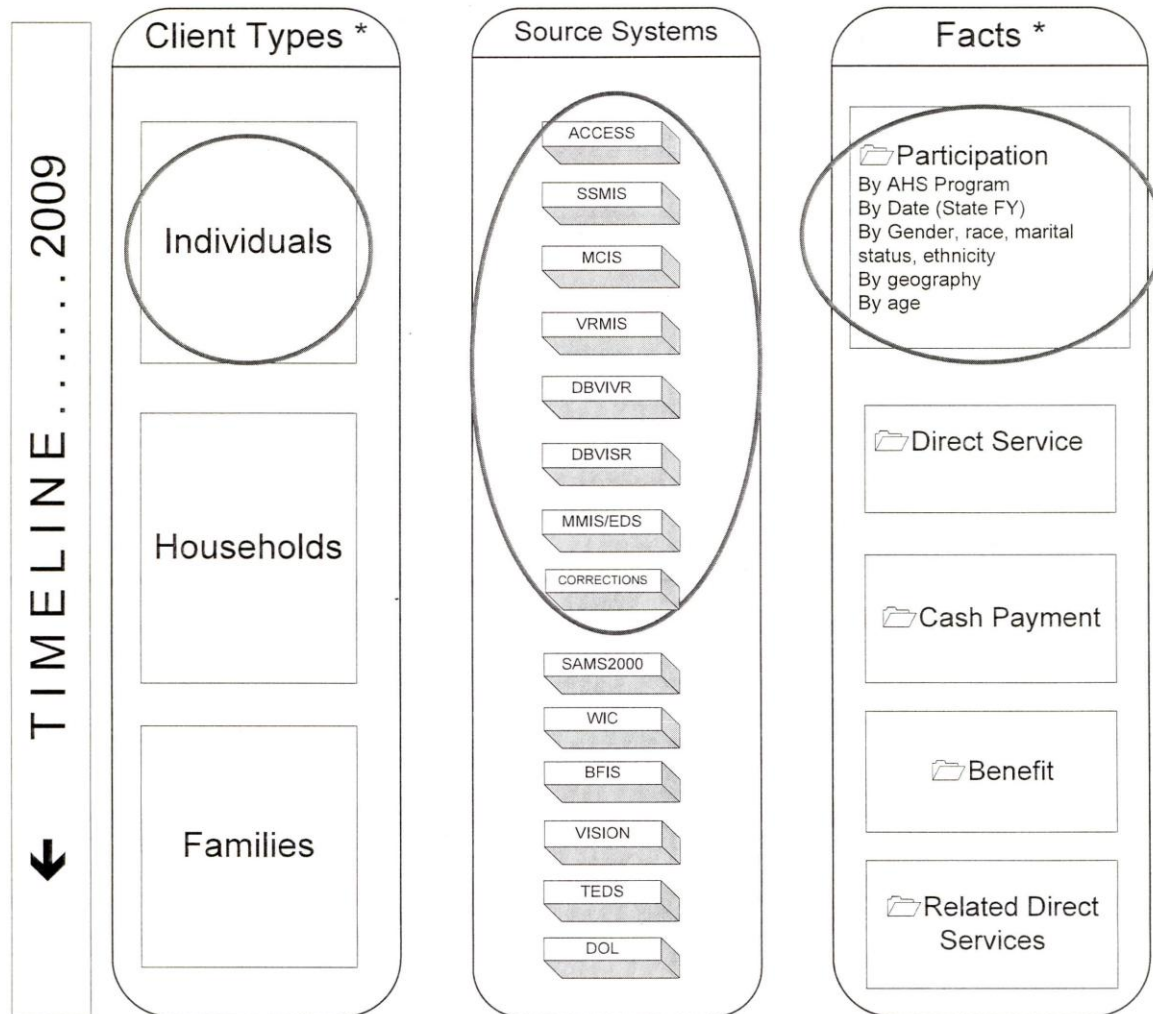 TIMELINE.......2009
Client Types *
Individuals
Households
Families
Source Systems
ACCESS
SSMIS
MCIS
VRMIS
DBVIVR
DBVISR
MMIS/EDS
CORRECTIONS
SAMS2000
WIC
BFIS
VISION
TEDS
DOL
Facts *
Participation
By AHS Program
By Date (State FY)
By Gender, race, marital
status, ethnicity
By geography
By age
Direct Service
Cash Payment
Benefit
Related Direct
Services